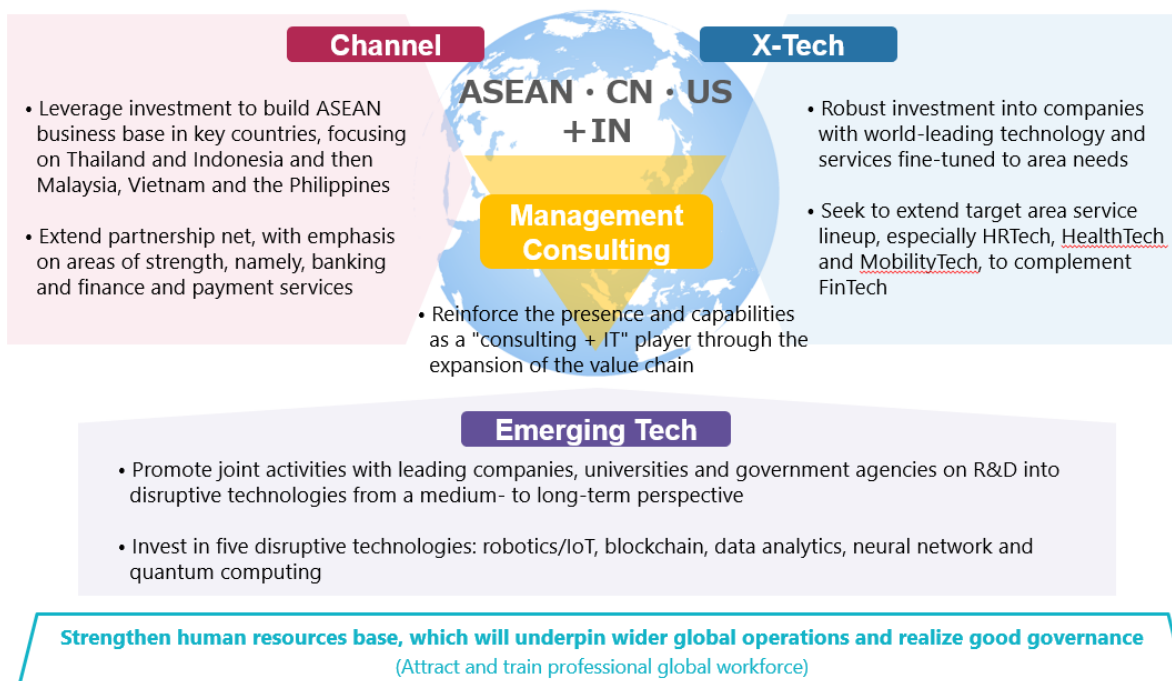 Channel
• Leverage investment to build ASEAN
business base in key countries, focusing
on Thailand and Indonesia and then
Malaysia, Vietnam and the Philippines
• Extend partnership net, with emphasis
on areas of strength, namely, banking
and finance and payment services
ASEAN・CN・US
+IN
Management
Consulting
• Reinforce the presence and capabilities
as a "consulting + IT" player through the
expansion of the value chain
X-Tech
• Robust investment into companies
with world-leading technology and
services fine-tuned to area needs
• Seek to extend target area service
lineup, especially HRTech, HealthTech
and MobilityTech, to complement
FinTech
Emerging Tech
• Promote joint activities with leading companies, universities and government agencies on R&D into
disruptive technologies from a medium- to long-term perspective
• Invest in five disruptive technologies: robotics/IoT, blockchain, data analytics, neural network and
quantum computing
Strengthen human resources base, which will underpin wider global operations and realize good governance
(Attract and train professional global workforce)